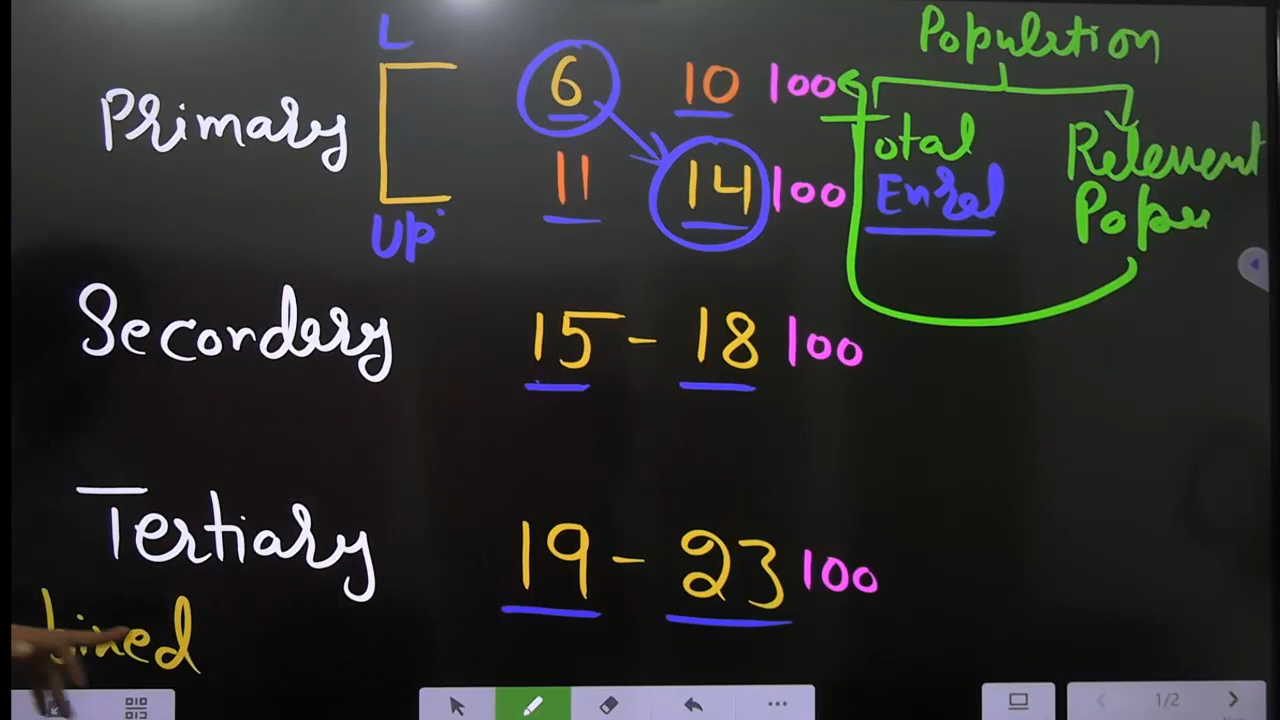 L
Population
6 10 100
Primary
Total
11 14 100
Enrol
Relevent
Popu
Up
Secondery 15 - 18 100
Tertiary 19 - 23 100
1/2